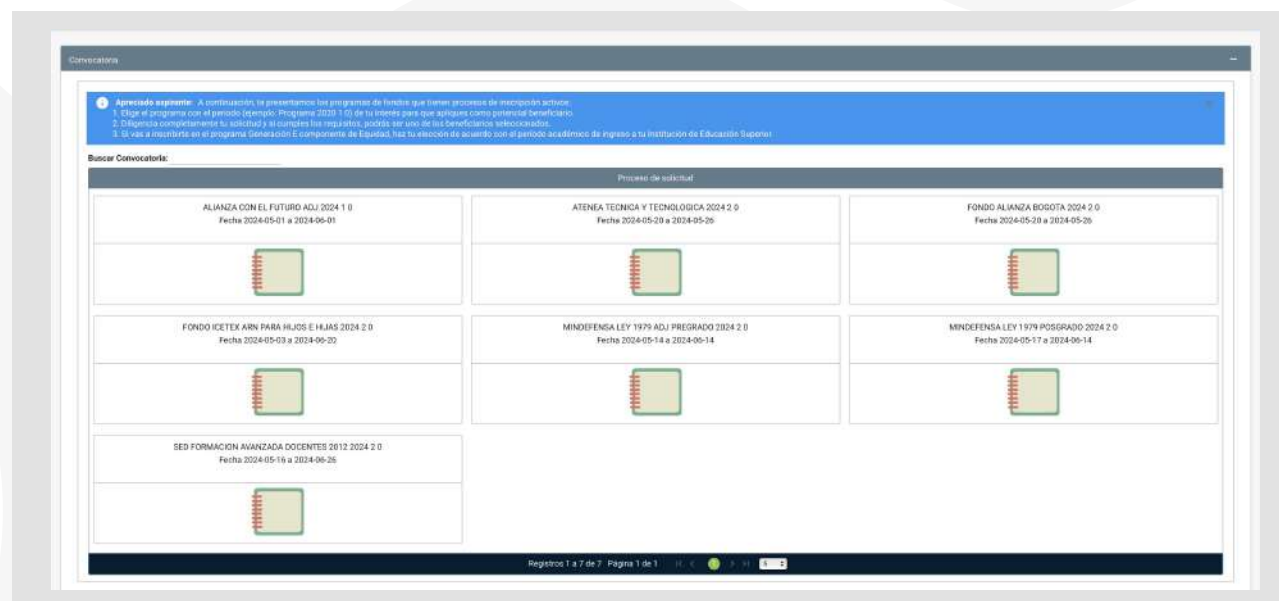 Convocatoria
Apreciado aspirante: A continuación, te presentamos los programas de fondos que tienen procesos de inscripción activos:
1. Elige el programa con el periodo (ejemplo: Programa 2020 1.0) de tu interés para que apliques como potencial beneficiario.
2. Diligencia completamente tu solicitud y si cumples los requisitos, podrás ser uno de los beneficiarios seleccionados.
3. Si vas a inscribirte en el programa Generación E componente de Equidad, haz tu elección de acuerdo con el período académico de ingreso a tu Institución de Educación Superior.
Buscar Convocatoria:
Proceso de solicitud
ALIANZA CON EL FUTURO ADJ 2024 1 0
Fecha 2024-05-01 a 2024-06-01
ATENEA TECNICA Y TECNOLOGICA 2024 2 0
Fecha 2024-05-20 a 2024-05-26
FONDO ALIANZA BOGOTA 2024 2 0
Fecha 2024-05-20 a 2024-05-26
FONDO ICETEX ARN PARA HIJOS E HIJAS 2024 2 0
Fecha 2024-05-03 a 2024-06-20
MINDEFENSA LEY 1979 ADJ PREGRADO 2024 2 0
Fecha 2024-05-14 a 2024-06-14
MINDEFENSA LEY 1979 POSGRADO 2024 2 0
Fecha 2024-05-17 a 2024-06-14
SED FORMACION AVANZADA DOCENTES 2012 2024 2 0
Fecha 2024-05-16 a 2024-06-26
Registros 1 a 7 de 7 Página 1 de 1 1